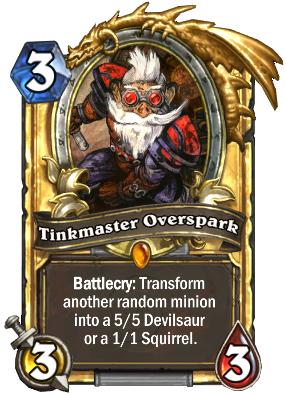 3
Tinkmaster Overspark
Battlecry: Transform
another random minion
into a 5/5 Devilsaur
or a 1/1 Squirrel.
3
3